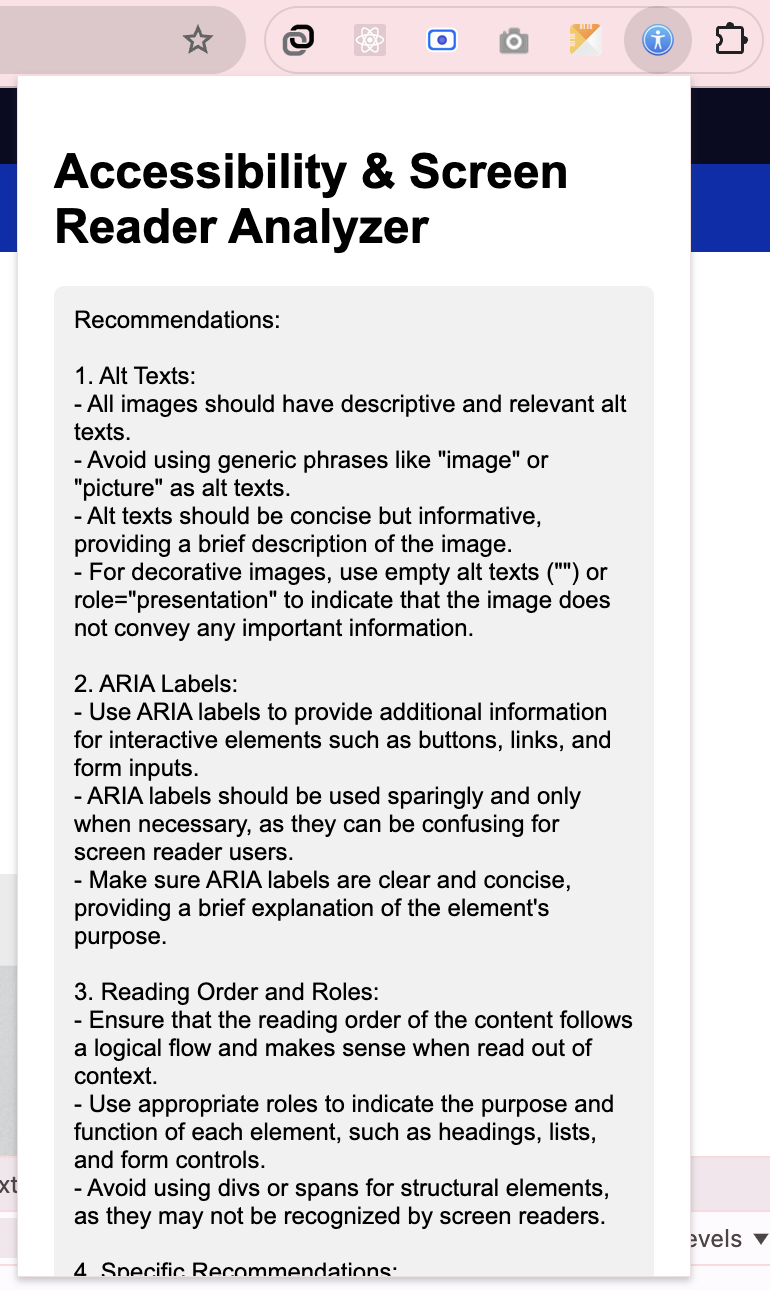 Accessibility & Screen
Reader Analyzer
Recommendations:
1. Alt Texts:
- All images should have descriptive and relevant alt
texts.
- Avoid using generic phrases like "image" or
"picture" as alt texts.
- Alt texts should be concise but informative,
providing a brief description of the image.
- For decorative images, use empty alt texts ("") or
role="presentation" to indicate that the image does
not convey any important information.
2. ARIA Labels:
- Use ARIA labels to provide additional information
for interactive elements such as buttons, links, and
form inputs.
- ARIA labels should be used sparingly and only
when necessary, as they can be confusing for
screen reader users.
- Make sure ARIA labels are clear and concise,
providing a brief explanation of the element's
purpose.
3. Reading Order and Roles:
- Ensure that the reading order of the content follows
a logical flow and makes sense when read out of
context.
- Use appropriate roles to indicate the purpose and
function of each element, such as headings, lists,
and form controls.
- Avoid using divs or spans for structural elements,
as they may not be recognized by screen readers.
xt
evels ▼
4. Specific Recommendations: